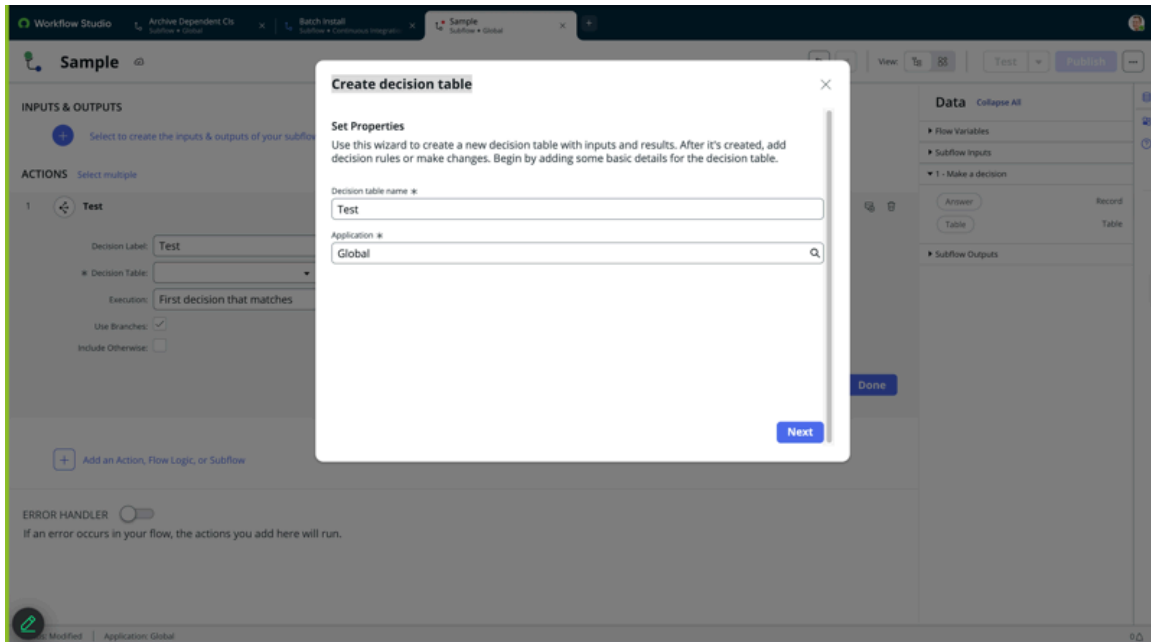 Workflow Studio
Archive Dependent CIs
Subflow • Global
Batch Install
Subflow • Continuous Integratio
Sample
Subflow • Global
Sample
View:
Test
Publish
INPUTS & OUTPUTS
Select to create the inputs & outputs of your subflow
ACTIONS Select multiple
1 Test
Decision Label: Test
* Decision Table:
Execution: First decision that matches
Use Branches:
Include Otherwise:
Done
Add an Action, Flow Logic, or Subflow
ERROR HANDLER
If an error occurs in your flow, the actions you add here will run.
Create decision table
Set Properties
Use this wizard to create a new decision table with inputs and results. After it's created, add
decision rules or make changes. Begin by adding some basic details for the decision table.
Decision table name *
Test
Application *
Global
Next
Data Collapse All
Flow Variables
Subflow Inputs
1 - Make a decision
Answer Record
Table Table
Subflow Outputs
Modified | Application: Global